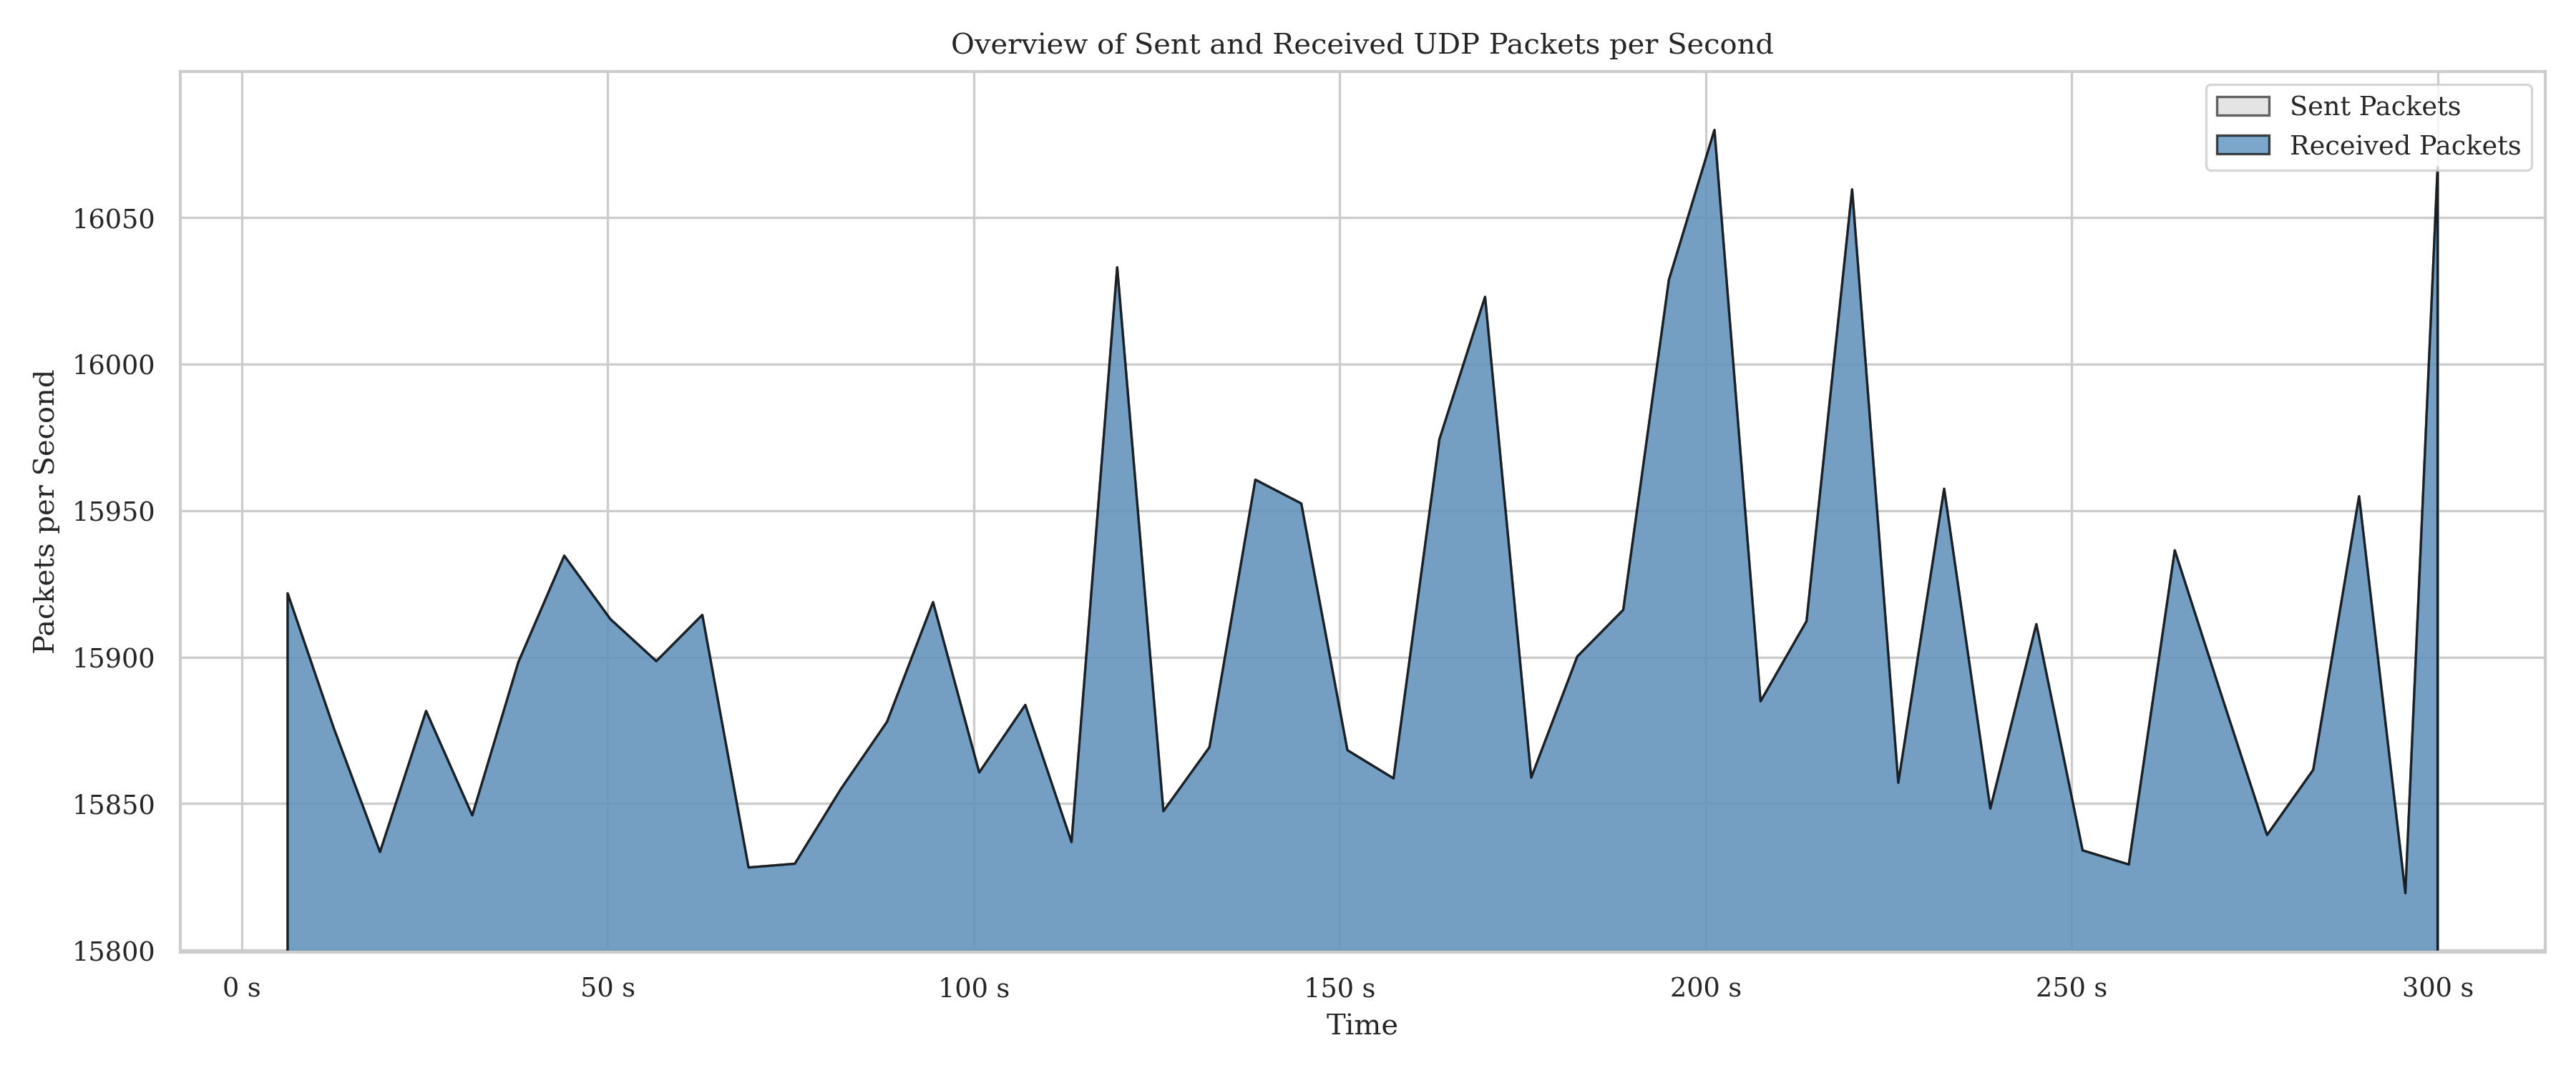 Overview of Sent and Received UDP Packets per Second
Sent Packets
Received Packets
Packets per Second
16050
16000
15950
15900
15850
15800
0 s
50 s
100 s
150 s
200 s
250 s
300 s
Time